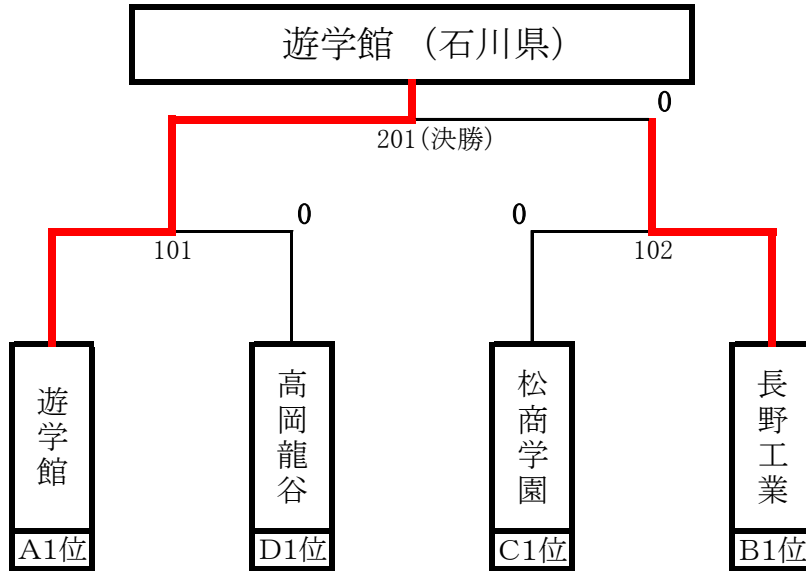 遊学館 （石川県）
0
201(決勝)
0
0
101
102
遊学館
高岡龍谷
松商学園
長野工業
A1位
D1位
C1位
B1位